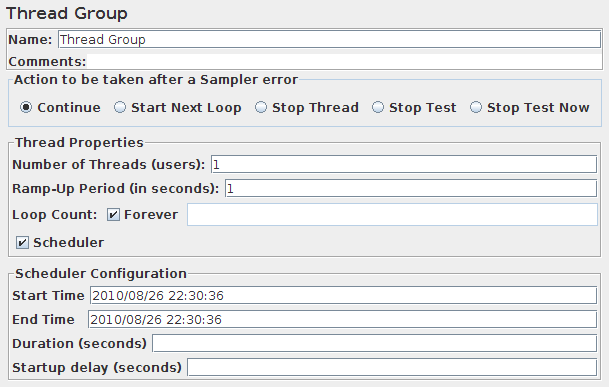 Thread Group
Name: Thread Group
Comments:
Action to be taken after a Sampler error
Continue Start Next Loop Stop Thread Stop Test Stop Test Now
Thread Properties
Number of Threads (users): 1
Ramp-Up Period (in seconds): 1
Loop Count: Forever
Scheduler
Scheduler Configuration
Start Time 2010/08/26 22:30:36
End Time 2010/08/26 22:30:36
Duration (seconds)
Startup delay (seconds)